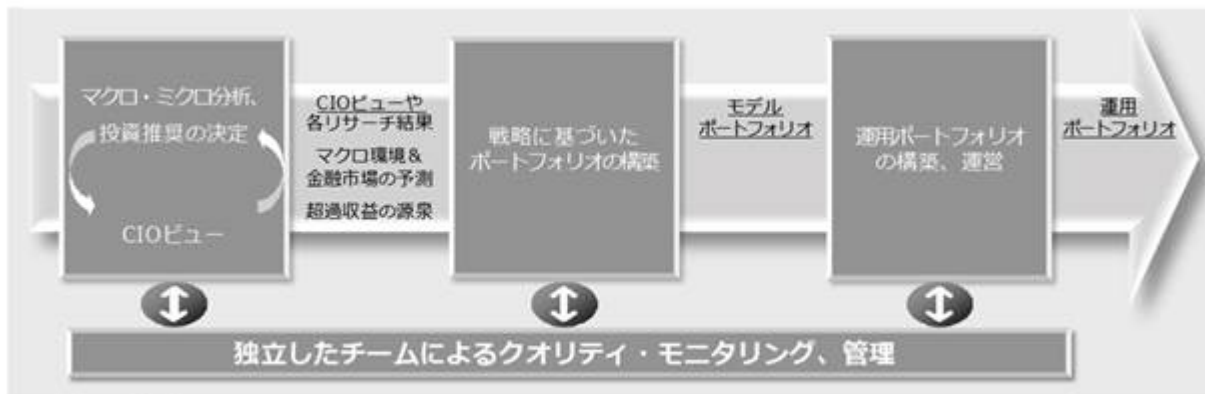 マクロ・ミクロ分析、
投資推奨の決定
CIOビュー
CIOビューや
各リサーチ結果
マクロ環境＆
金融市場の予測
超過収益の源泉
戦略に基づいた
ポートフォリオの構築
モデル
ポートフォリオ
運用ポートフォリオ
の構築、運営
運用
ポートフォリオ
独立したチームによるクオリティ・モニタリング、管理